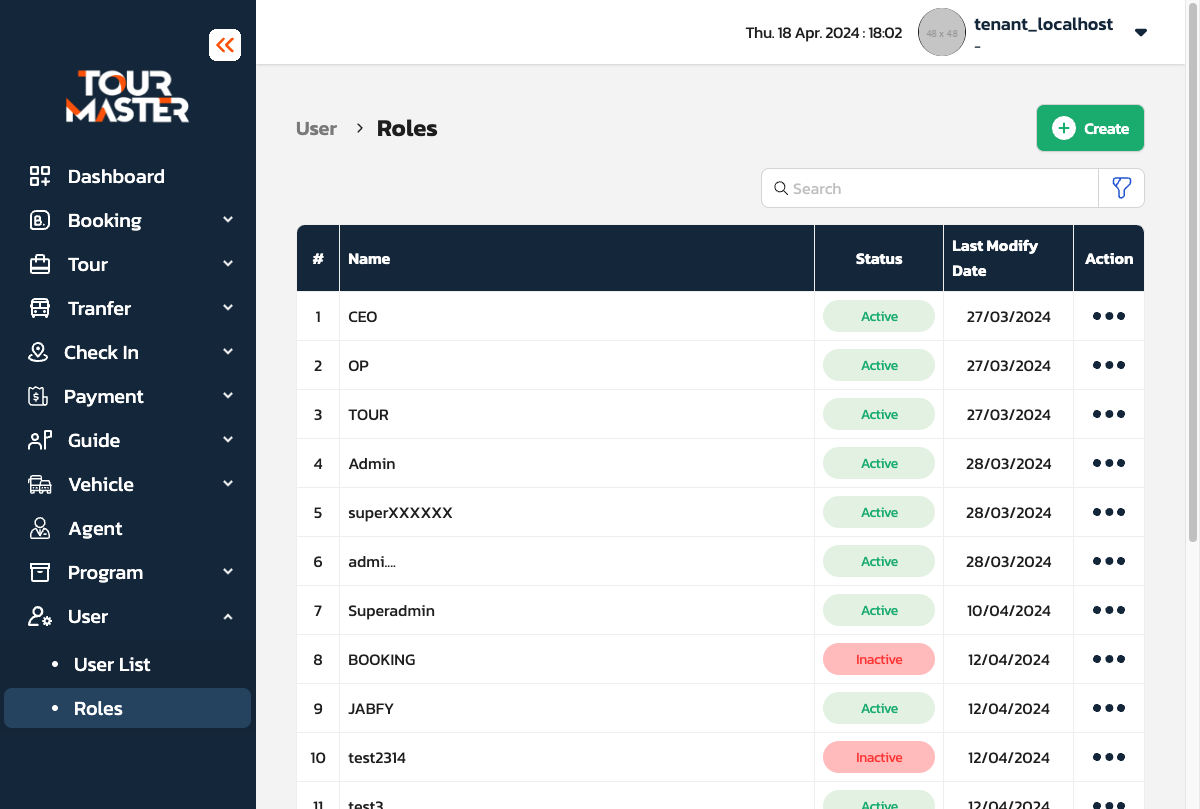 Thu. 18 Apr. 2024 : 18:02
48 x 48
tenant_localhost
-
TOUR
MASTER
Dashboard
Booking
Tour
Tranfer
Check In
Payment
Guide
Vehicle
Agent
Program
User
• User List
• Roles
User > Roles
Create
Search
# Name Status Last Modify Date Action
1 CEO Active 27/03/2024
2 OP Active 27/03/2024
3 TOUR Active 27/03/2024
4 Admin Active 28/03/2024
5 superXXXXXX Active 28/03/2024
6 admi.... Active 28/03/2024
7 Superadmin Active 10/04/2024
8 BOOKING Inactive 12/04/2024
9 JABFY Active 12/04/2024
10 test2314 Inactive 12/04/2024
11 test3 Active 12/04/2024